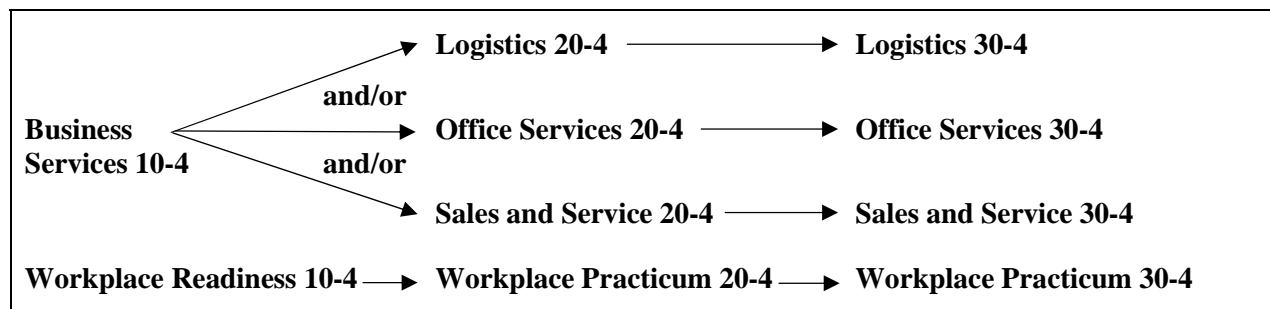 Logistics 20-4 Logistics 30-4
and/or
Business Office Services 20-4 Office Services 30-4
Services 10-4 and/or
Sales and Service 20-4 Sales and Service 30-4
Workplace Readiness 10-4 Workplace Practicum 20-4 Workplace Practicum 30-4